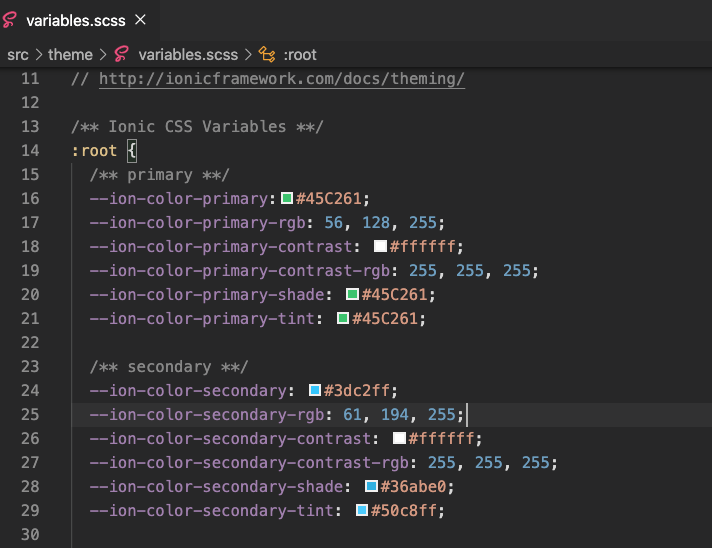 variables.scss ×
src > theme > variables.scss > :root
11 // http://ionicframework.com/docs/theming/
12
13 /** Ionic CSS Variables **/
14 :root {
15 /** primary **/
16 --ion-color-primary: #45C261;
17 --ion-color-primary-rgb: 56, 128, 255;
18 --ion-color-primary-contrast: #ffffff;
19 --ion-color-primary-contrast-rgb: 255, 255, 255;
20 --ion-color-primary-shade: #45C261;
21 --ion-color-primary-tint: #45C261;
22
23 /** secondary **/
24 --ion-color-secondary: #3dc2ff;
25 --ion-color-secondary-rgb: 61, 194, 255;
26 --ion-color-secondary-contrast: #ffffff;
27 --ion-color-secondary-contrast-rgb: 255, 255, 255;
28 --ion-color-secondary-shade: #36abe0;
29 --ion-color-secondary-tint: #50c8ff;
30